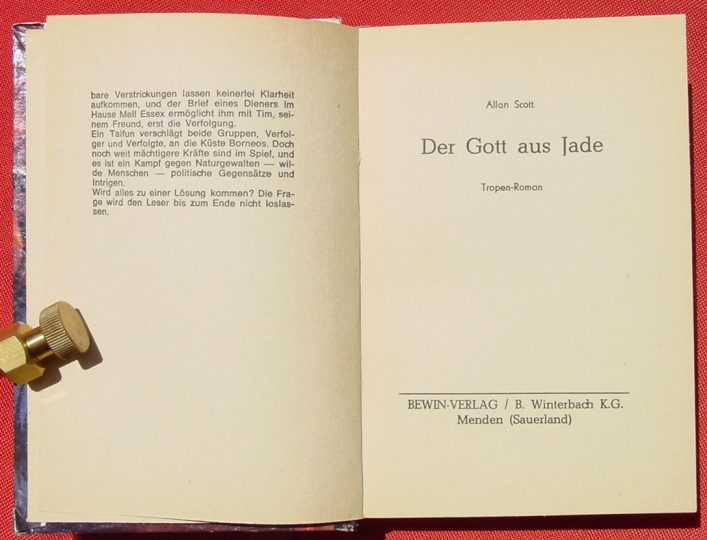 bare Verstrickungen lassen keinerlei Klarheit
aufkommen, und der Brief eines Dieners im
Hause Mell Essex ermöglicht ihm mit Tim, sei-
nem Freund, erst die Verfolgung.
Ein Taifun verschlägt beide Gruppen, Verfol-
ger und Verfolgte, an die Küste Borneos. Doch
noch weit mächtigere Kräfte sind im Spiel, und
es ist ein Kampf gegen Naturgewalten — wil-
de Menschen — politische Gegensätze und
Intrigen.
Wird alles zu einer Lösung kommen? Die Fra-
ge wird den Leser bis zum Ende nicht loslas-
sen.
Allan Scott
Der Gott aus Jade
Tropen-Roman
BEWIN-VERLAG / B. Winterbach K.G.
Menden (Sauerland)